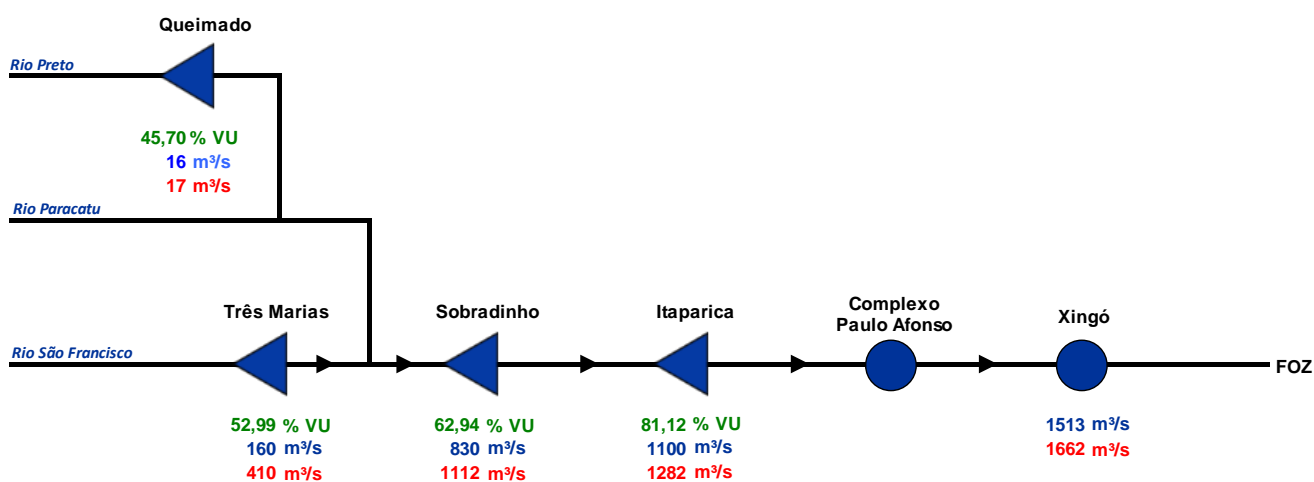 Queimado
Rio Preto
45,70 % VU
16 m³/s
17 m³/s
Rio Paracatu
Três Marias
Sobradinho
Itaparica
Complexo
Paulo Afonso
Xingó
Rio São Francisco
FOZ
52,99 % VU
160 m³/s
410 m³/s
62,94 % VU
830 m³/s
1112 m³/s
81,12 % VU
1100 m³/s
1282 m³/s
1513 m³/s
1662 m³/s